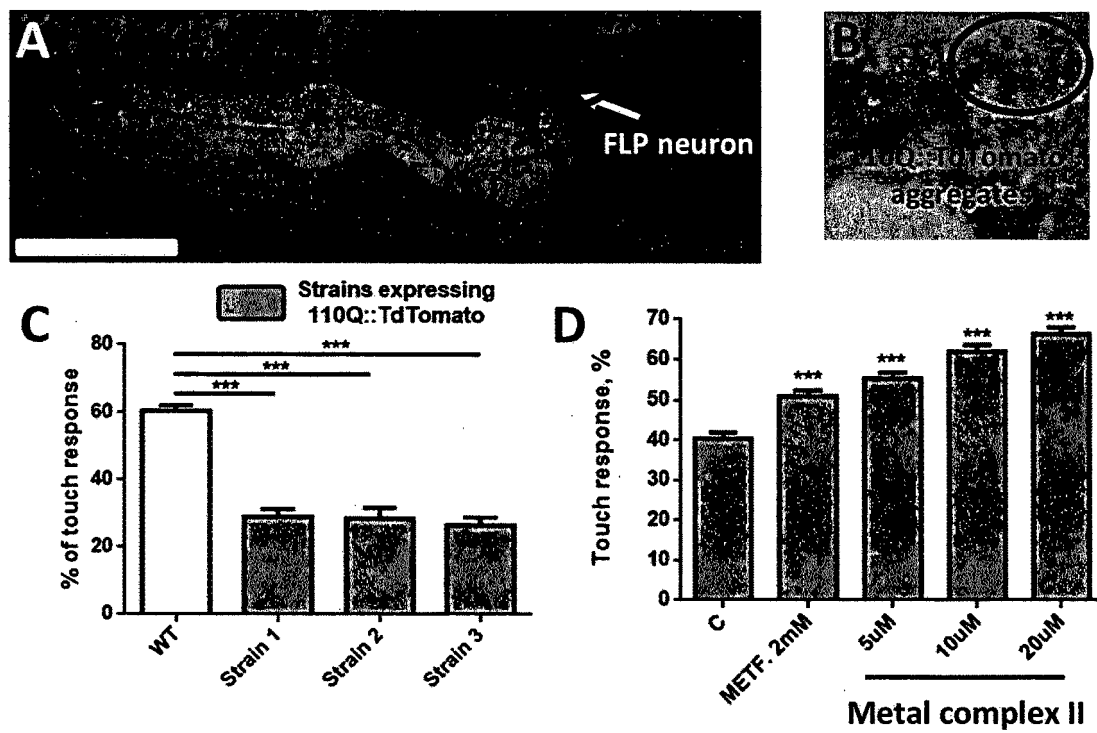 A
FLP neuron
B
110Q::TdTomato
aggregates
C
Strains expressing
110Q::TdTomato
% of touch response
80
60
40
20
0
***
***
***
WT
Strain 1
Strain 2
Strain 3
D
Touch response, %
70
60
50
40
30
20
10
0
***
***
***
***
C
METF. 2mM
5uM
10uM
20uM
Metal complex II